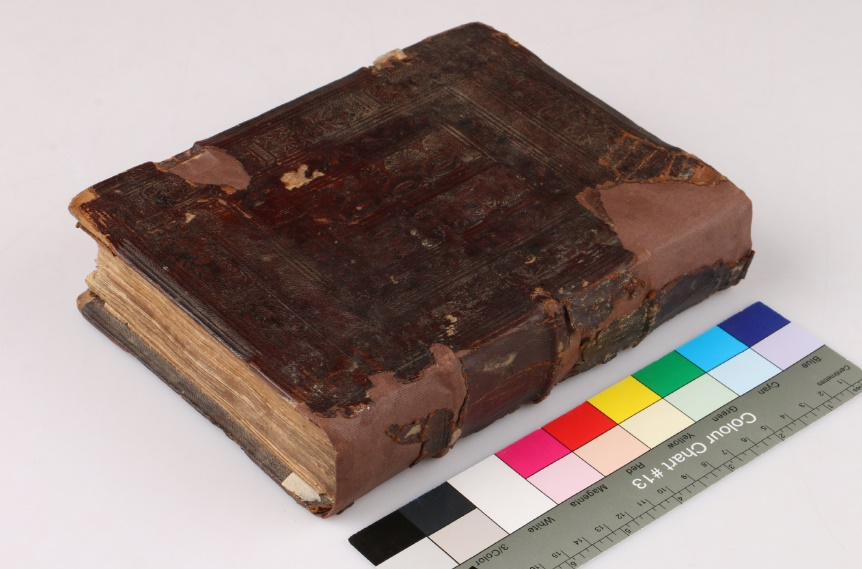 Colour Chart #13
Blue
Cyan
Green
Yellow
Red
Magenta
White
3/Color
Centimetres